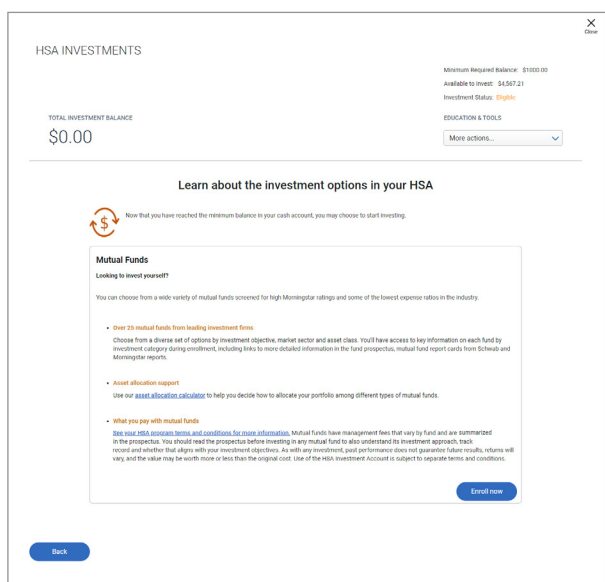 Close
HSA INVESTMENTS
Minimum Required Balance: $1000.00
Available to Invest: $4,567.21
Investment Status: Eligible
TOTAL INVESTMENT BALANCE
EDUCATION & TOOLS
$0.00
More actions...
Learn about the investment options in your HSA
Now that you have reached the minimum balance in your cash account, you may choose to start investing.
Mutual Funds
Looking to invest yourself?
You can choose from a wide variety of mutual funds screened for high Morningstar ratings and some of the lowest expense ratios in the industry.
• Over 25 mutual funds from leading investment firms
Choose from a diverse set of options by investment objective, market sector and asset class. You'll have access to key information on each fund by
investment category during enrollment, including links to more detailed information in the fund prospectus, mutual fund report cards from Schwab and
Morningstar reports.
• Asset allocation support
Use our asset allocation calculator to help you decide how to allocate your portfolio among different types of mutual funds.
• What you pay with mutual funds
See your HSA program terms and conditions for more information. Mutual funds have management fees that vary by fund and are summarized
in the prospectus. You should read the prospectus before investing in any mutual fund to also understand its investment approach, track
record and whether that aligns with your investment objectives. As with any investment, past performance does not guarantee future results, returns will
vary, and the value may be worth more or less than the original cost. Use of the HSA Investment Account is subject to separate terms and conditions.
Enroll now
Back